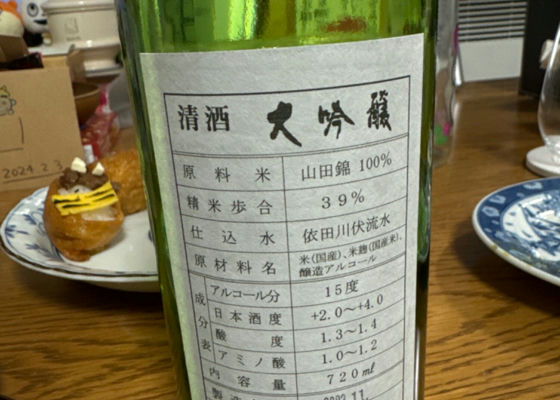 清酒 大吟醸
原料米 山田錦 100%
精米歩合 39%
仕込水 依田川伏流水
原材料名 米(国産)、米麹(国産米)、
醸造アルコール
成分表
アルコール分 15度
日本酒度 +2.0～+4.0
酸度 1.3～1.4
アミノ酸 1.0～1.2
内容量 720㎖
2024 2 3